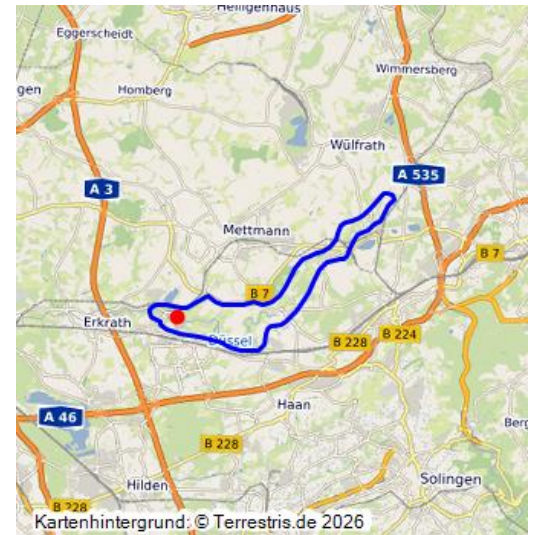 Heiligenhaus
Eggerscheidt
Wimmersberg
gen
Homberg
Wülfrath
A 535
A 3
Mettmann
B 7
B 7
Erkrath
Düssel
B 228
B 224
Haan
A 46
Berg
B 228
Solingen
Hilden
B 228
Kartenhintergrund: © Terrestris.de 2026